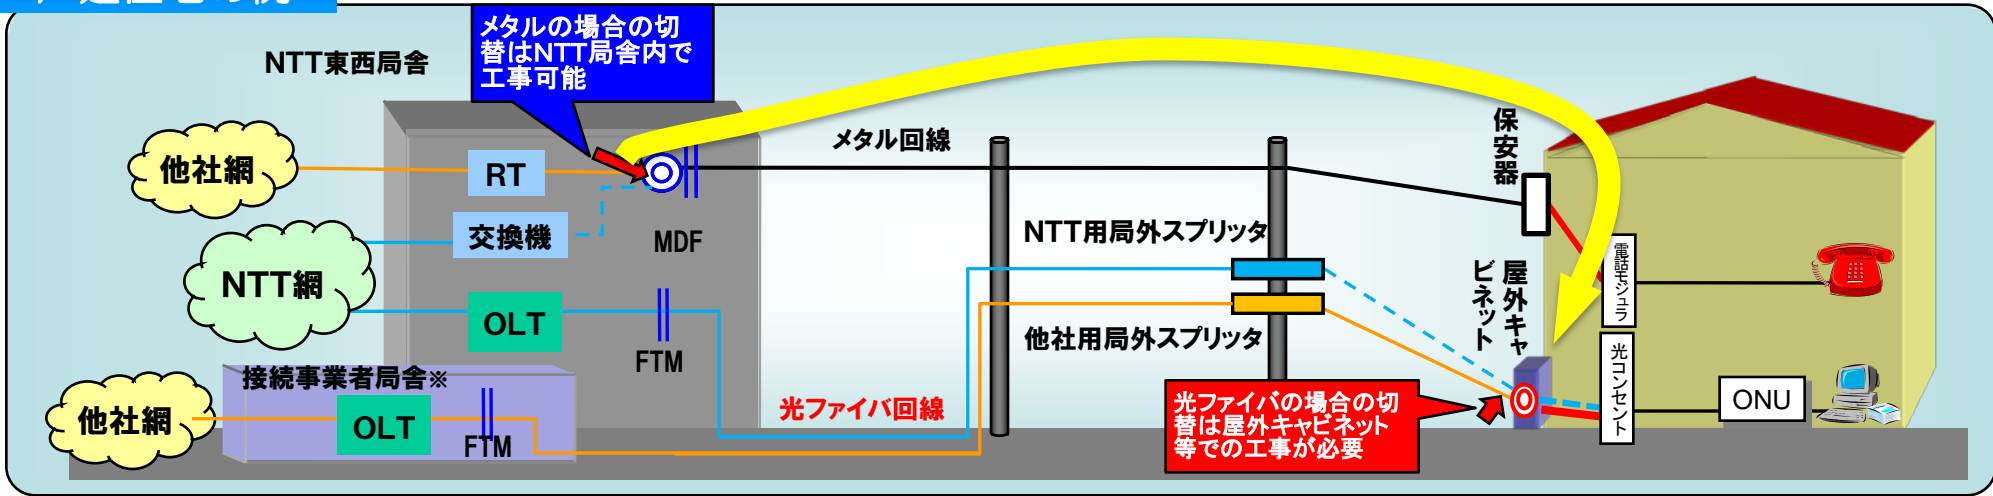 メタルの場合の切
替はNTT局舎内で
工事可能
NTT東西局舎
他社網
RT
メタル回線
保安器
交換機
MDF
NTT用局外スプリッタ
NTT網
OLT
FTM
他社用局外スプリッタ
屋外キャ
ビネット
電話モジュラ
接続事業者局舎※
他社網
OLT
FTM
光ファイバ回線
光ファイバの場合の切
替は屋外キャビネット
等での工事が必要
光コンセント
ONU